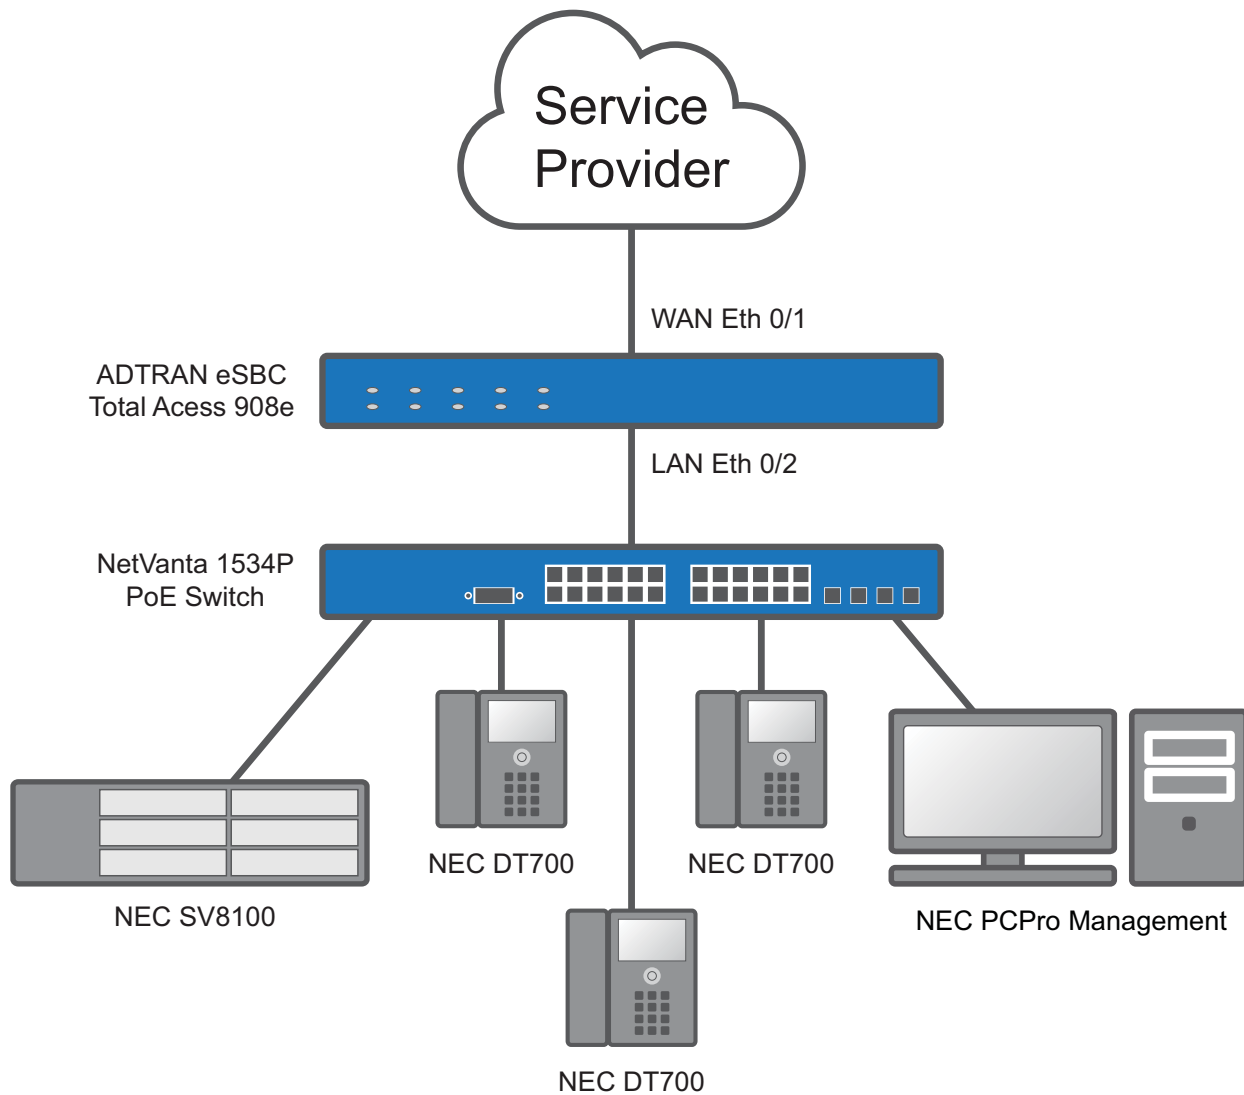 Service
Provider
WAN Eth 0/1
ADTRAN eSBC
Total Acess 908e
LAN Eth 0/2
NetVanta 1534P
PoE Switch
NEC DT700
NEC DT700
NEC SV8100
NEC PCPro Management
NEC DT700